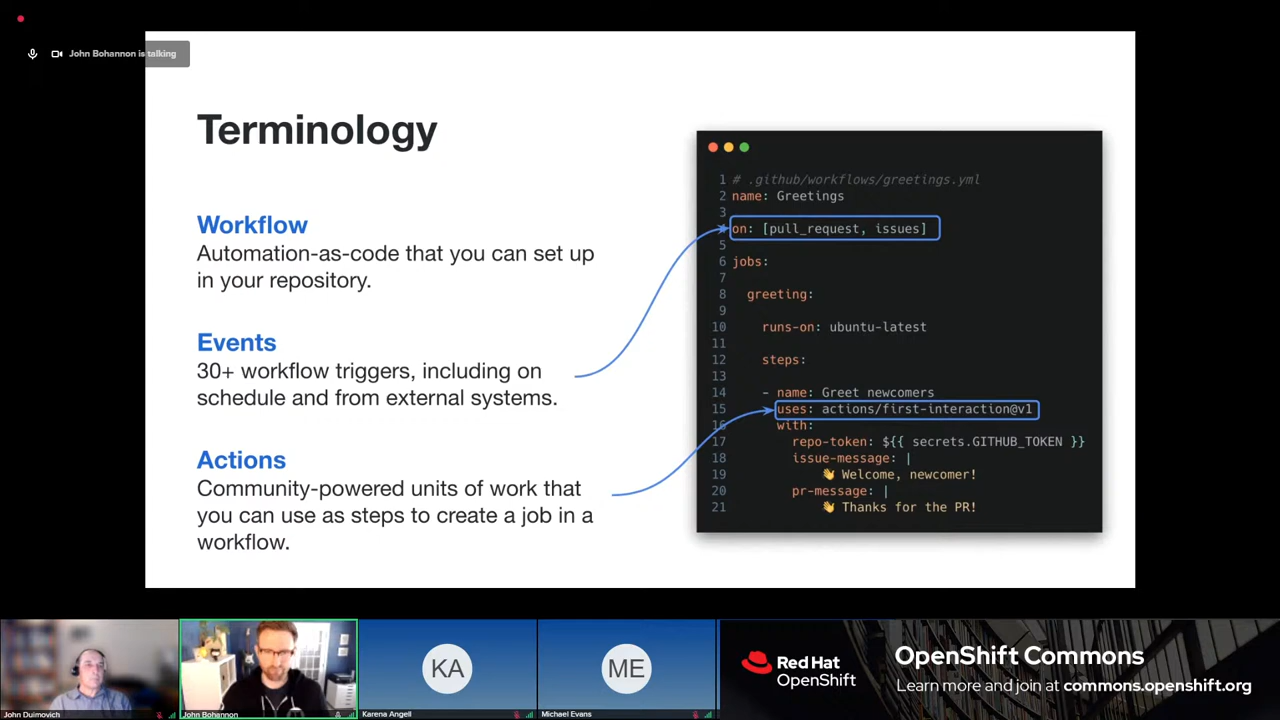 John Bohannon is talking
Terminology
Workflow
Automation-as-code that you can set up
in your repository.
Events
30+ workflow triggers, including on
schedule and from external systems.
Actions
Community-powered units of work that
you can use as steps to create a job in a
workflow.
1 # .github/workflows/greetings.yml
2 name: Greetings
3
on: [pull_request, issues]
5
6 jobs:
7
8 greeting:
9
10 runs-on: ubuntu-latest
11
12 steps:
13
14 - name: Greet newcomers
15 uses: actions/first-interaction@v1
16 with:
17 repo-token: ${{ secrets.GITHUB_TOKEN }}
18 issue-message: |
19 👋 Welcome, newcomer!
20 pr-message: |
21 👋 Thanks for the PR!
John Duimovich
John Bohannon
KA
Karena Angell
ME
Michael Evans
Red Hat
OpenShift
OpenShift Commons
Learn more and join at commons.openshift.org